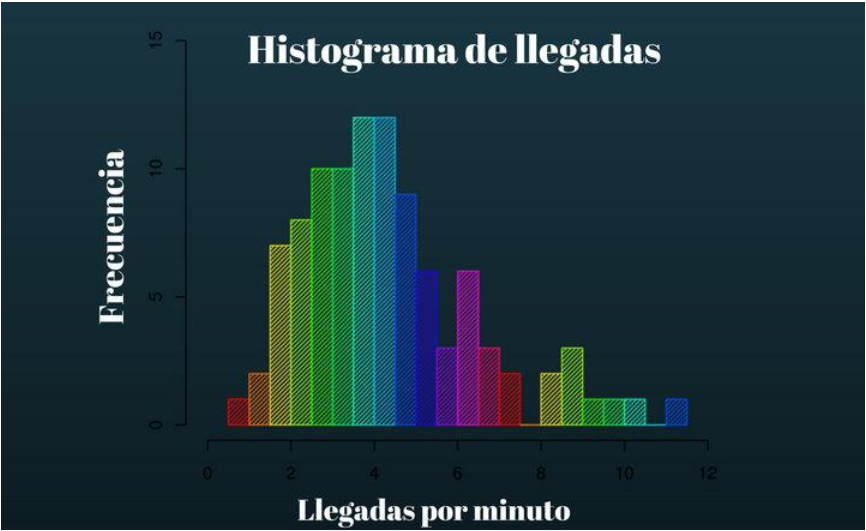 Histograma de llegadas
Frecuencia
15
10
5
0
0 2 4 6 8 10 12
Llegadas por minuto